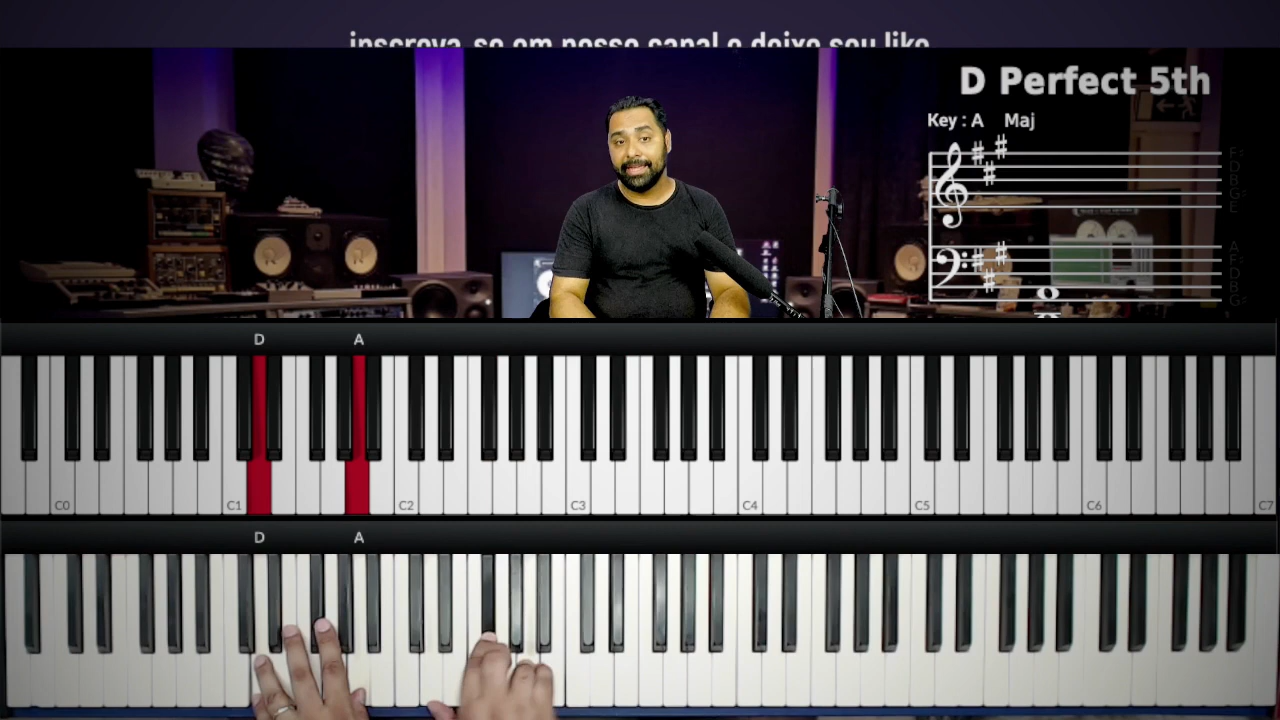 inscreva-se em nosso canal e deixe seu like
D Perfect 5th
Key : A Maj
D A
C0 C1 C2 C3 C4 C5 C6 C7
D A